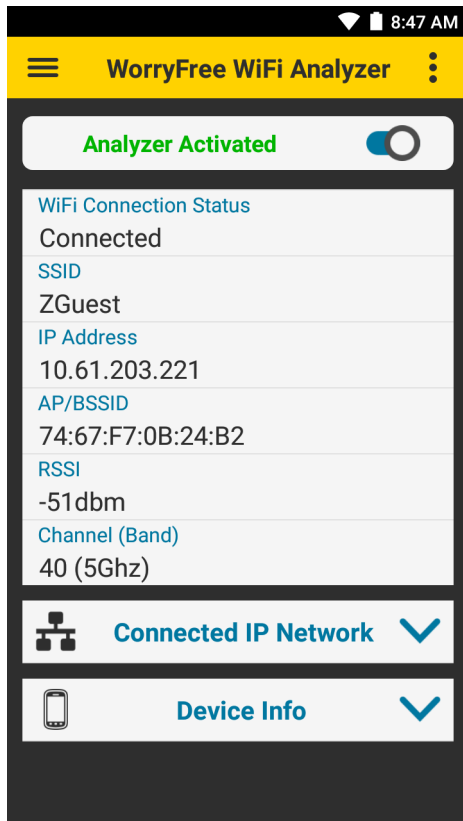 8:47 AM
WorryFree WiFi Analyzer
Analyzer Activated
WiFi Connection Status
Connected
SSID
ZGuest
IP Address
10.61.203.221
AP/BSSID
74:67:F7:0B:24:B2
RSSI
-51dbm
Channel (Band)
40 (5Ghz)
Connected IP Network
Device Info